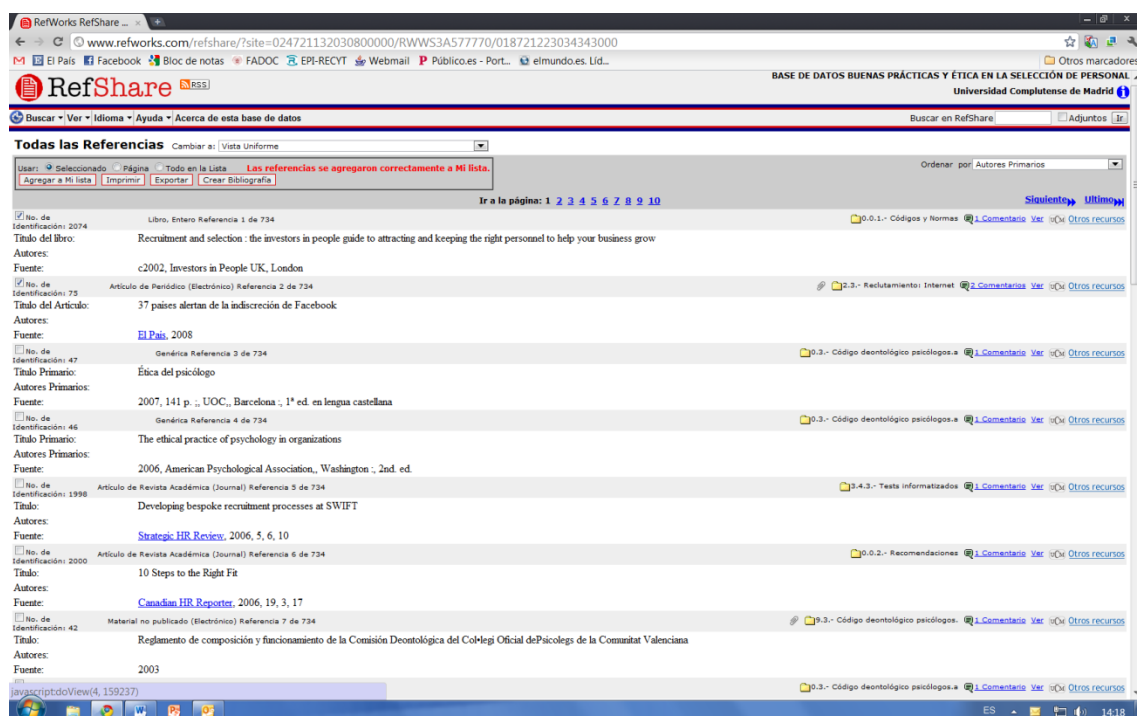 RefWorks RefShare ...
www.refworks.com/refshare/?site=024721132030800000/RWWS3A577770/018721223034343000
El País Facebook Bloc de notas FADOC EPI-RECYT Webmail Público.es - Port... elmundo.es. Líd... Otros marcadores
BASE DE DATOS BUENAS PRÁCTICAS Y ÉTICA EN LA SELECCIÓN DE PERSONAL
RefShare RSS
Universidad Complutense de Madrid
Buscar Ver Idioma Ayuda Acerca de esta base de datos Buscar en RefShare Adjuntos Ir
Todas las Referencias Cambiar a: Vista Uniforme
Usar: Seleccionado Página Todo en la Lista Las referencias se agregaron correctamente a Mi lista. Ordenar por Autores Primarios
Agregar a Mi lista Imprimir Exportar Crear Bibliografía
Ir a la página: 1 2 3 4 5 6 7 8 9 10 Siguiente Ultimo
No. de Identificación: 2074 Libro, Entero Referencia 1 de 734 0.0.1.- Códigos y Normas 1 Comentario Ver Otros recursos
Título del libro: Recruitment and selection : the investors in people guide to attracting and keeping the right personnel to help your business grow
Autores:
Fuente: c2002, Investors in People UK, London
No. de Identificación: 75 Artículo de Periódico (Electrónico) Referencia 2 de 734 2.3.- Reclutamiento: Internet 2 Comentarios Ver Otros recursos
Título del Artículo: 37 paises alertan de la indiscreción de Facebook
Autores:
Fuente: El País, 2008
No. de Identificación: 47 Genérica Referencia 3 de 734 0.3.- Código deontológico psicólogos.a 1 Comentario Ver Otros recursos
Título Primario: Ética del psicólogo
Autores Primarios:
Fuente: 2007, 141 p. ;, UOC,, Barcelona :, 1ª ed. en lengua castellana
No. de Identificación: 46 Genérica Referencia 4 de 734 0.3.- Código deontológico psicólogos.a 1 Comentario Ver Otros recursos
Título Primario: The ethical practice of psychology in organizations
Autores Primarios:
Fuente: 2006, American Psychological Association,, Washington :, 2nd. ed.
No. de Identificación: 1998 Artículo de Revista Académica (Journal) Referencia 5 de 734 3.4.3.- Tests informatizados 1 Comentario Ver Otros recursos
Título: Developing bespoke recruitment processes at SWIFT
Autores:
Fuente: Strategic HR Review, 2006, 5, 6, 10
No. de Identificación: 2000 Artículo de Revista Académica (Journal) Referencia 6 de 734 0.0.2.- Recomendaciones 1 Comentario Ver Otros recursos
Título: 10 Steps to the Right Fit
Autores:
Fuente: Canadian HR Reporter, 2006, 19, 3, 17
No. de Identificación: 42 Material no publicado (Electrónico) Referencia 7 de 734 9.3.- Código deontológico psicólogos. 1 Comentario Ver Otros recursos
Título: Reglamento de composición y funcionamiento de la Comisión Deontológica del Col•legi Oficial dePsicolegs de la Comunitat Valenciana
Autores:
Fuente: 2003
0.3.- Código deontológico psicólogos.a 1 Comentario Ver Otros recursos
javascript:doView(4, 159237)
ES 14:18